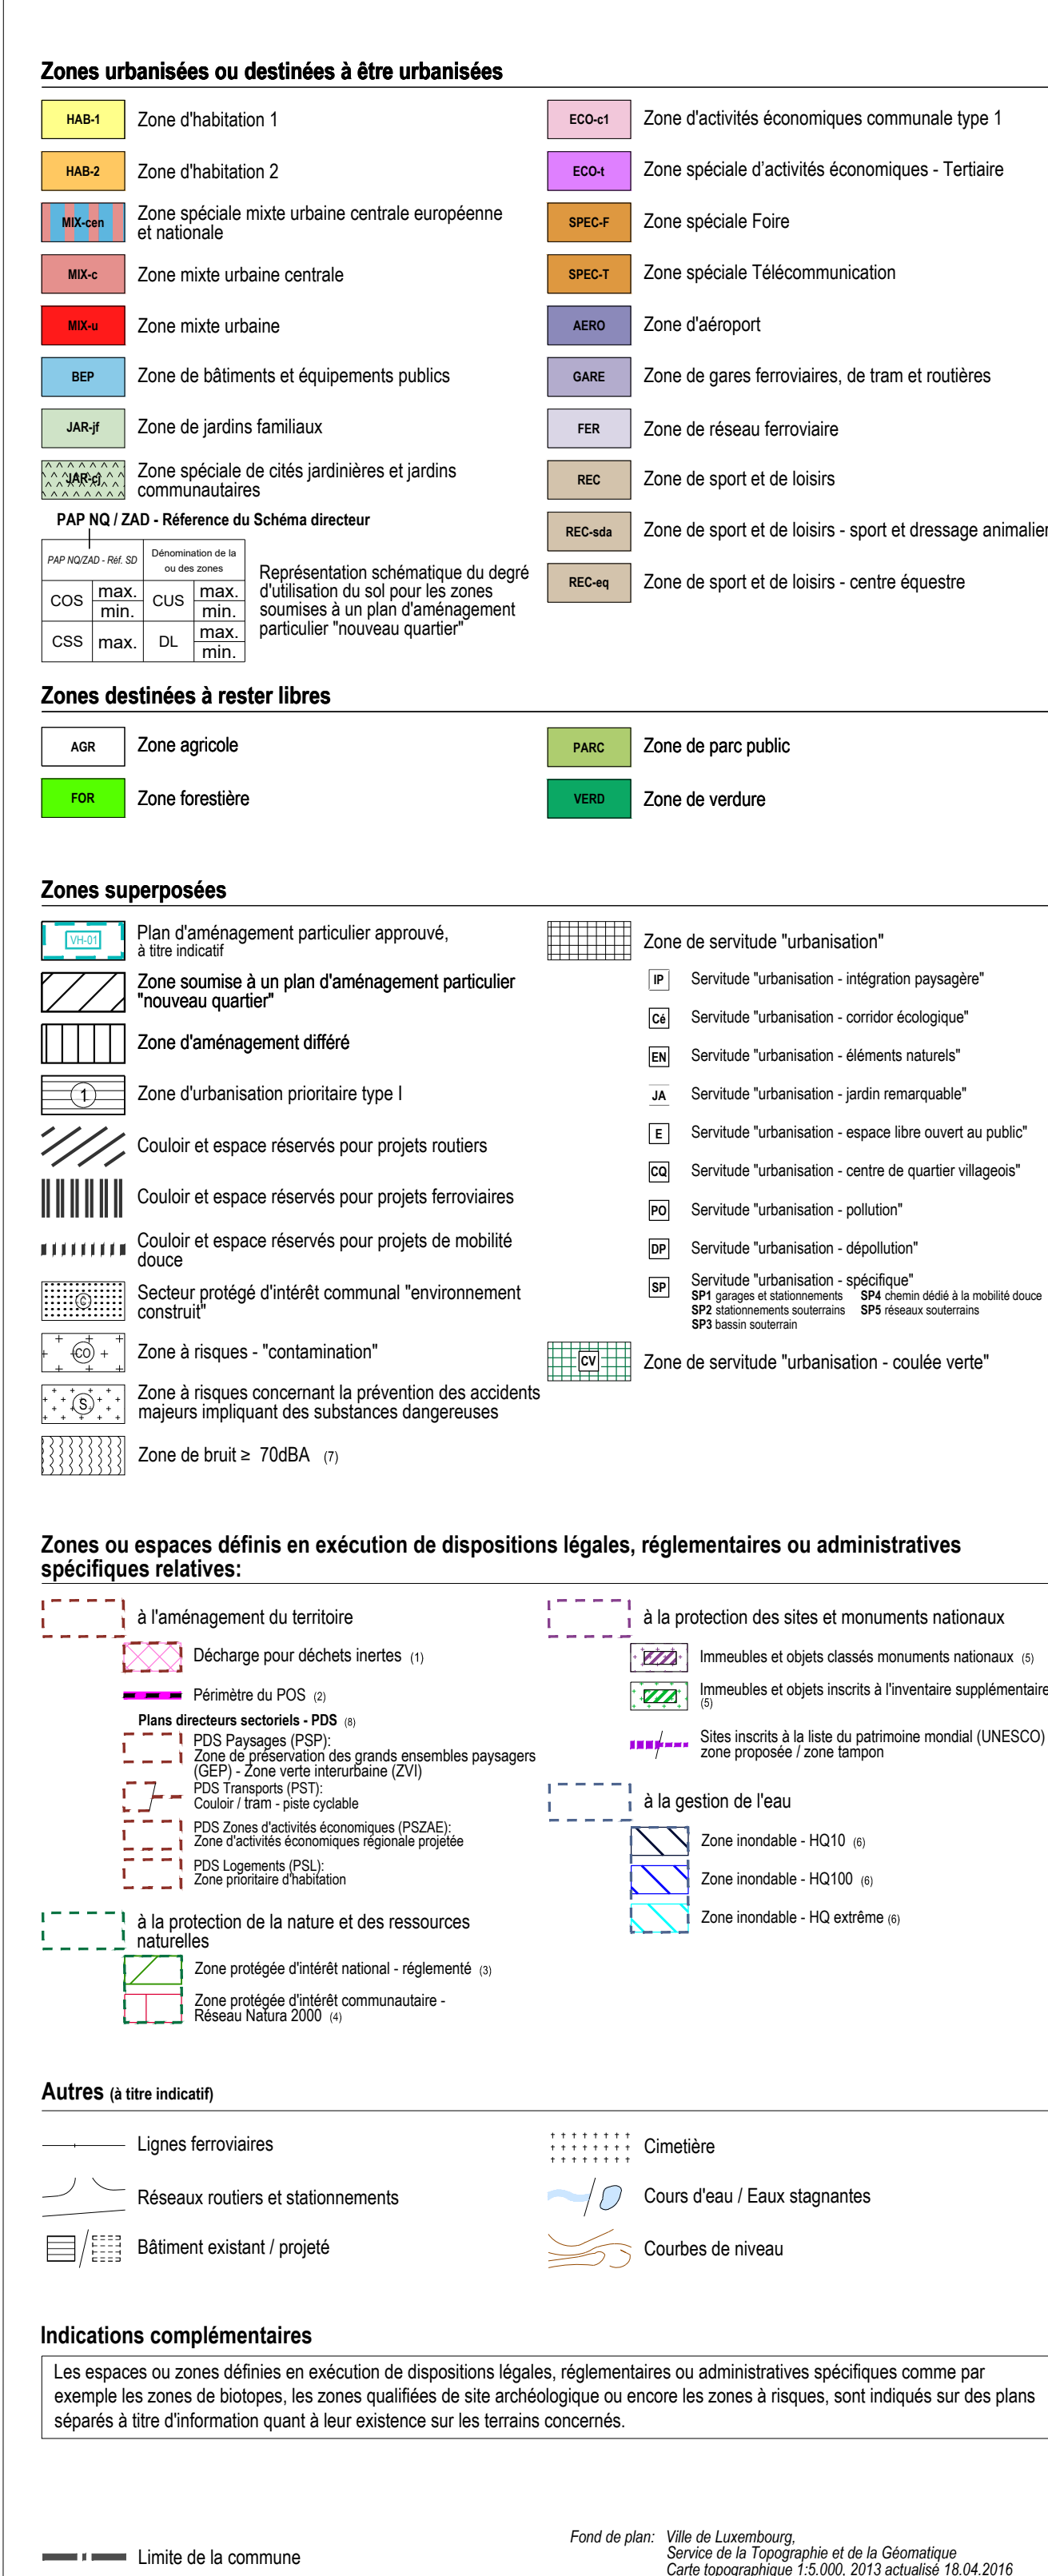 Zones urbanisées ou destinées à être urbanisées
HAB-1 Zone d'habitation 1
HAB-2 Zone d'habitation 2
MIX-cen Zone spéciale mixte urbaine centrale européenne
et nationale
MIX-c Zone mixte urbaine centrale
MIX-u Zone mixte urbaine
BEP Zone de bâtiments et équipements publics
JAR-jf Zone de jardins familiaux
JAR-cj Zone spéciale de cités jardinières et jardins
communautaires
ECO-c1 Zone d'activités économiques communale type 1
ECO-t Zone spéciale d'activités économiques - Tertiaire
SPEC-F Zone spéciale Foire
SPEC-T Zone spéciale Télécommunication
AERO Zone d'aéroport
GARE Zone de gares ferroviaires, de tram et routières
FER Zone de réseau ferroviaire
REC Zone de sport et de loisirs
REC-sda Zone de sport et de loisirs - sport et dressage animalier
REC-eq Zone de sport et de loisirs - centre équestre
PAP NQ / ZAD - Réference du Schéma directeur
PAP NQ/ZAD - Réf. SD Dénomination de la
ou des zones
COS max. CUS max.
min. min.
CSS max. DL max.
min.
Représentation schématique du degré
d'utilisation du sol pour les zones
soumises à un plan d'aménagement
particulier "nouveau quartier"
Zones destinées à rester libres
AGR Zone agricole
FOR Zone forestière
PARC Zone de parc public
VERD Zone de verdure
Zones superposées
VH-01 Plan d'aménagement particulier approuvé,
à titre indicatif
Zone soumise à un plan d'aménagement particulier
"nouveau quartier"
Zone d'aménagement différé
1 Zone d'urbanisation prioritaire type I
Couloir et espace réservés pour projets routiers
Couloir et espace réservés pour projets ferroviaires
Couloir et espace réservés pour projets de mobilité
douce
C Secteur protégé d'intérêt communal "environnement
construit"
CO Zone à risques - "contamination"
S Zone à risques concernant la prévention des accidents
majeurs impliquant des substances dangereuses
Zone de bruit ≥ 70dBA (7)
Zone de servitude "urbanisation"
IP Servitude "urbanisation - intégration paysagère"
Cé Servitude "urbanisation - corridor écologique"
EN Servitude "urbanisation - éléments naturels"
JA Servitude "urbanisation - jardin remarquable"
E Servitude "urbanisation - espace libre ouvert au public"
CQ Servitude "urbanisation - centre de quartier villageois"
PO Servitude "urbanisation - pollution"
DP Servitude "urbanisation - dépollution"
SP Servitude "urbanisation - spécifique"
SP1 garages et stationnements SP4 chemin dédié à la mobilité douce
SP2 stationnements souterrains SP5 réseaux souterrains
SP3 bassin souterrain
CV Zone de servitude "urbanisation - coulée verte"
Zones ou espaces définis en exécution de dispositions légales, réglementaires ou administratives
spécifiques relatives:
à l'aménagement du territoire
Décharge pour déchets inertes (1)
Périmètre du POS (2)
Plans directeurs sectoriels - PDS (8)
PDS Paysages (PSP):
Zone de préservation des grands ensembles paysagers
(GEP) - Zone verte interurbaine (ZVI)
PDS Transports (PST):
Couloir / tram - piste cyclable
PDS Zones d'activités économiques (PSZAE):
Zone d'activités économiques régionale projetée
PDS Logements (PSL):
Zone prioritaire d'habitation
à la protection de la nature et des ressources
naturelles
Zone protégée d'intérêt national - réglementé (3)
Zone protégée d'intérêt communautaire -
Réseau Natura 2000 (4)
à la protection des sites et monuments nationaux
Immeubles et objets classés monuments nationaux (5)
Immeubles et objets inscrits à l'inventaire supplémentaire
(5)
Sites inscrits à la liste du patrimoine mondial (UNESCO)
zone proposée / zone tampon
à la gestion de l'eau
Zone inondable - HQ10 (6)
Zone inondable - HQ100 (6)
Zone inondable - HQ extrême (6)
Autres (à titre indicatif)
Lignes ferroviaires
Réseaux routiers et stationnements
Bâtiment existant / projeté
Cimetière
Cours d'eau / Eaux stagnantes
Courbes de niveau
Indications complémentaires
Les espaces ou zones définies en exécution de dispositions légales, réglementaires ou administratives spécifiques comme par
exemple les zones de biotopes, les zones qualifiées de site archéologique ou encore les zones à risques, sont indiqués sur des plans
séparés à titre d'information quant à leur existence sur les terrains concernés.
Limite de la commune
Fond de plan: Ville de Luxembourg,
Service de la Topographie et de la Géomatique
Carte topographique 1:5.000, 2013 actualisé 18.04.2016